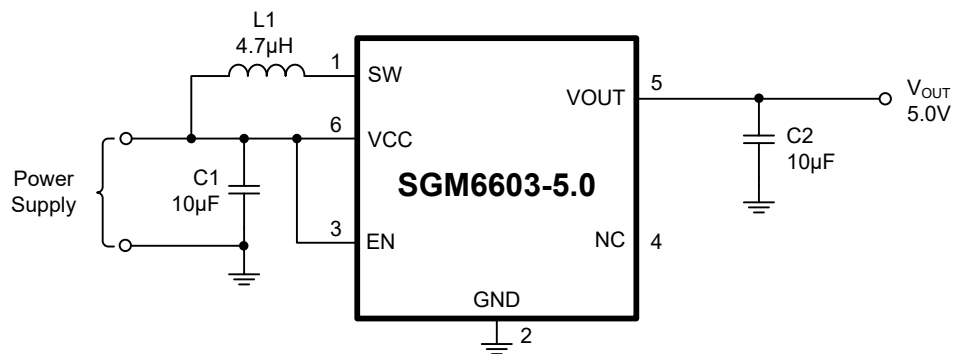 L1
4.7µH
1
SW
5
VOUT
VOUT
5.0V
6
VCC
C2
10µF
Power
Supply
C1
10µF
SGM6603-5.0
3
EN
NC
4
GND
2